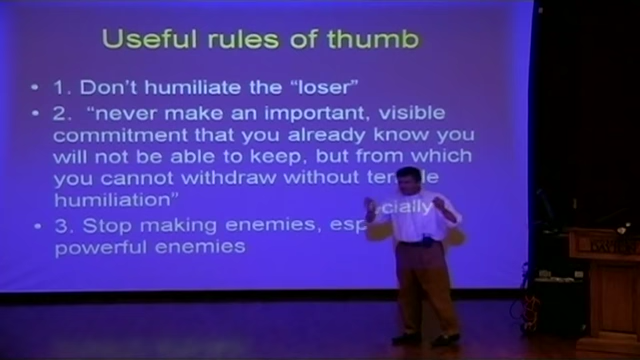 Useful rules of thumb
• 1. Don't humiliate the "loser"
• 2. "never make an important, visible
commitment that you already know you
will not be able to keep, but from which
you cannot withdraw without terrible
humiliation"
• 3. Stop making enemies, especially
powerful enemies